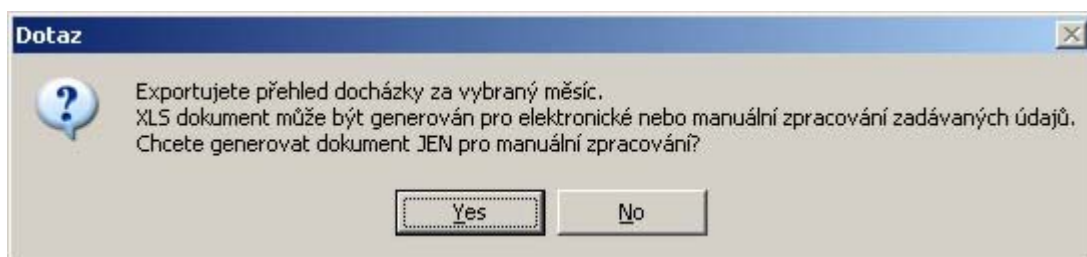 Dotaz
Exportujete přehled docházky za vybraný měsíc.
XLS dokument může být generován pro elektronické nebo manuální zpracování zadávaných údajů.
Chcete generovat dokument JEN pro manuální zpracování?
Yes No